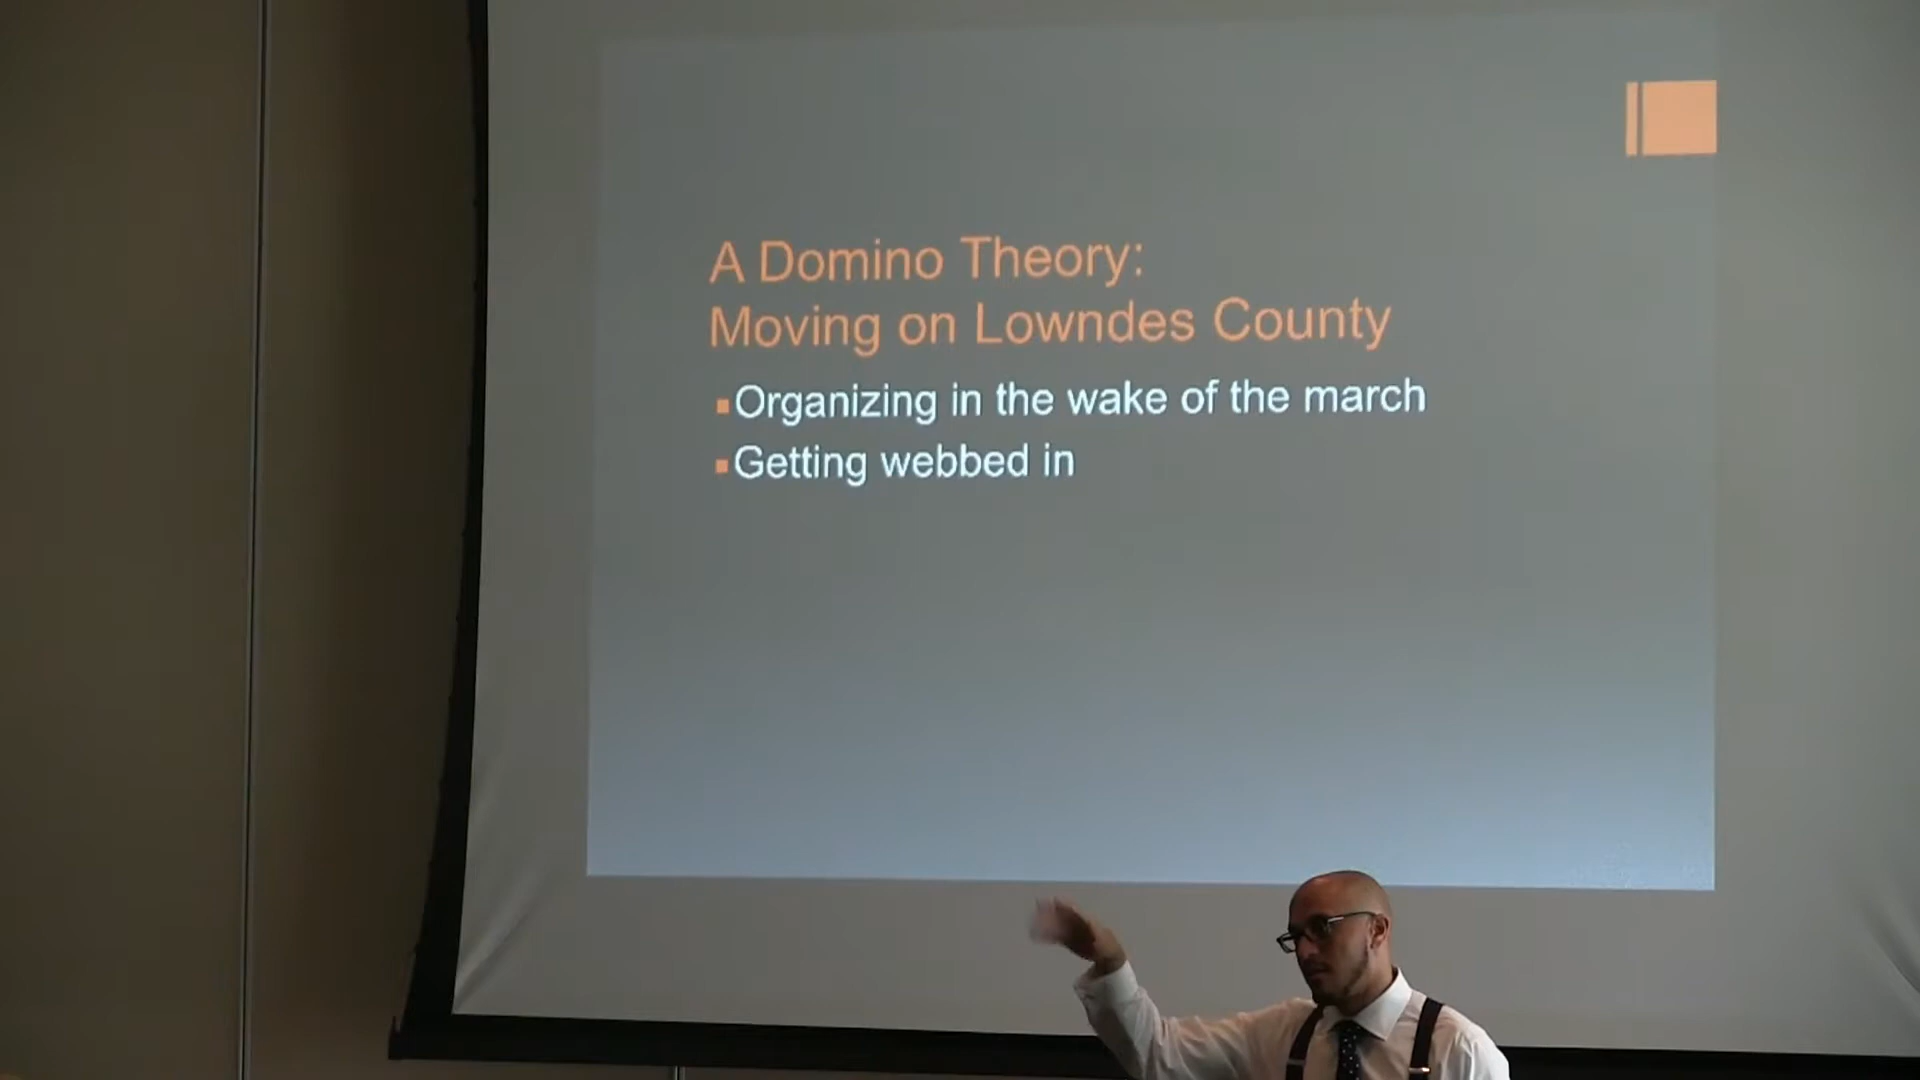 A Domino Theory:
Moving on Lowndes County
▪Organizing in the wake of the march
▪Getting webbed in